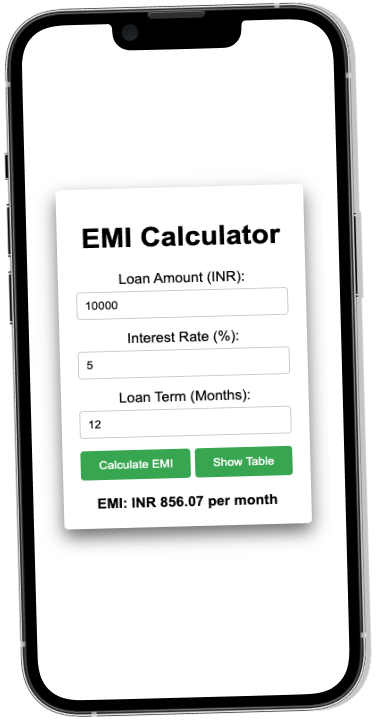 EMI Calculator
Loan Amount (INR):
10000
Interest Rate (%):
5
Loan Term (Months):
12
Calculate EMI Show Table
EMI: INR 856.07 per month